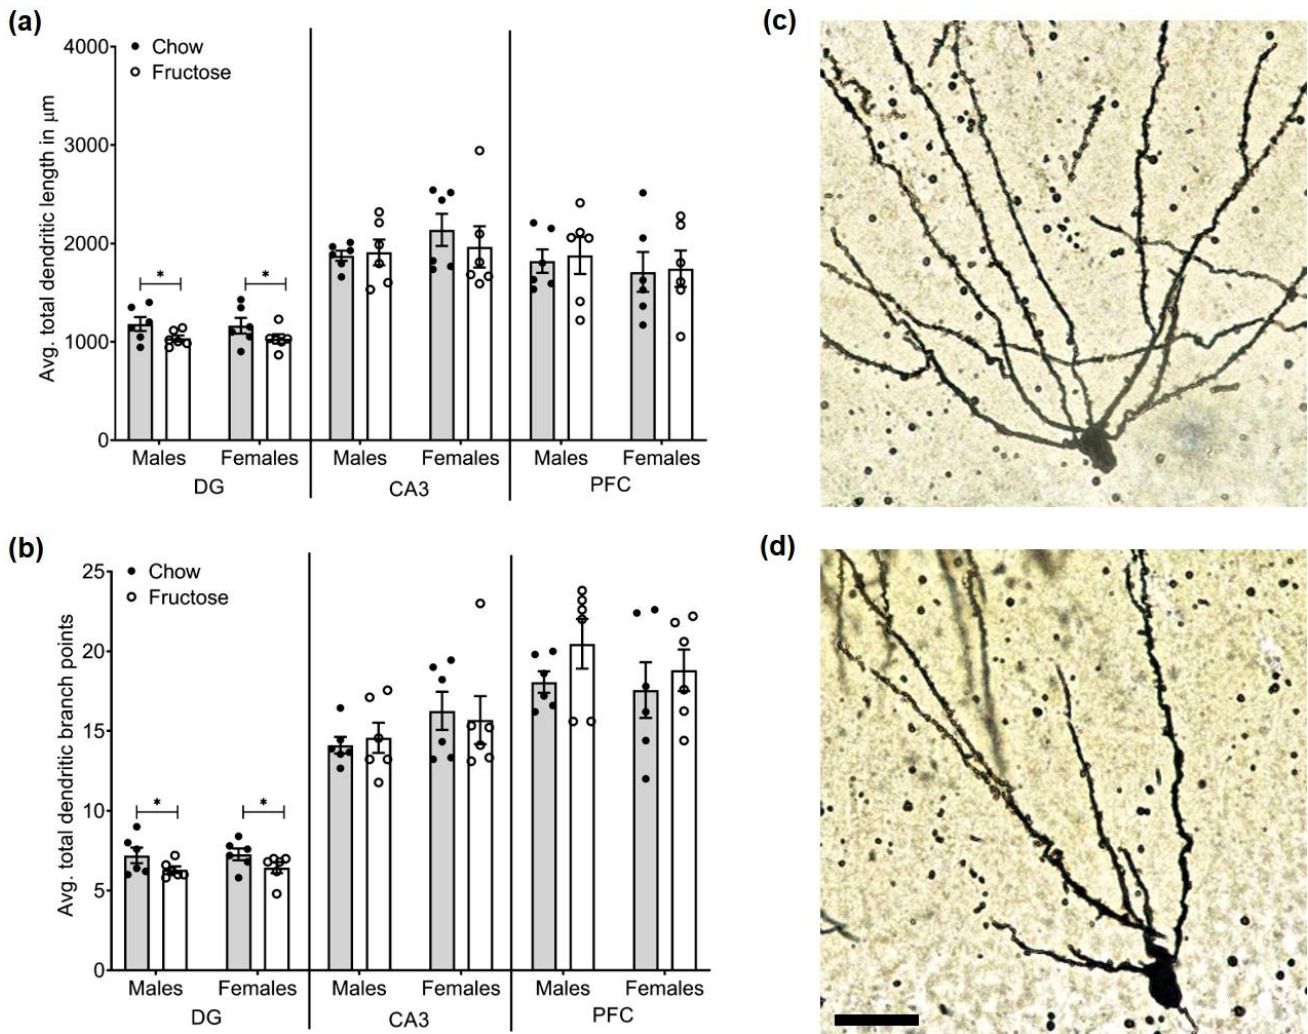 (a)
4000
3000
2000
1000
0
Avg. total dendritic length in μm
Chow
Fructose
*
*
Males Females Males Females Males Females
DG CA3 PFC
(b)
25
20
15
10
5
0
Avg. total dendritic branch points
Chow
Fructose
*
*
Males Females Males Females Males Females
DG CA3 PFC
(c)
(d)